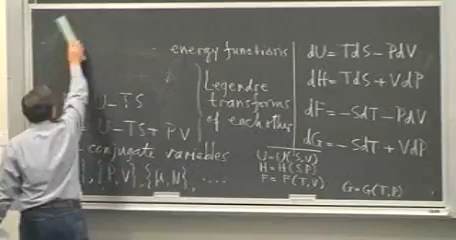 energy functions
U-TS
U-TS+PV
Legendre
transforms
of each other
conjugate variables
}, {P,V}, {μ,N}, ....
dU = TdS - PdV
dH = TdS + VdP
dF = -SdT - PdV
dG = -SdT + VdP
U=U(S,V)
H=H(S,P)
F=F(T,V)
G=G(T,P)